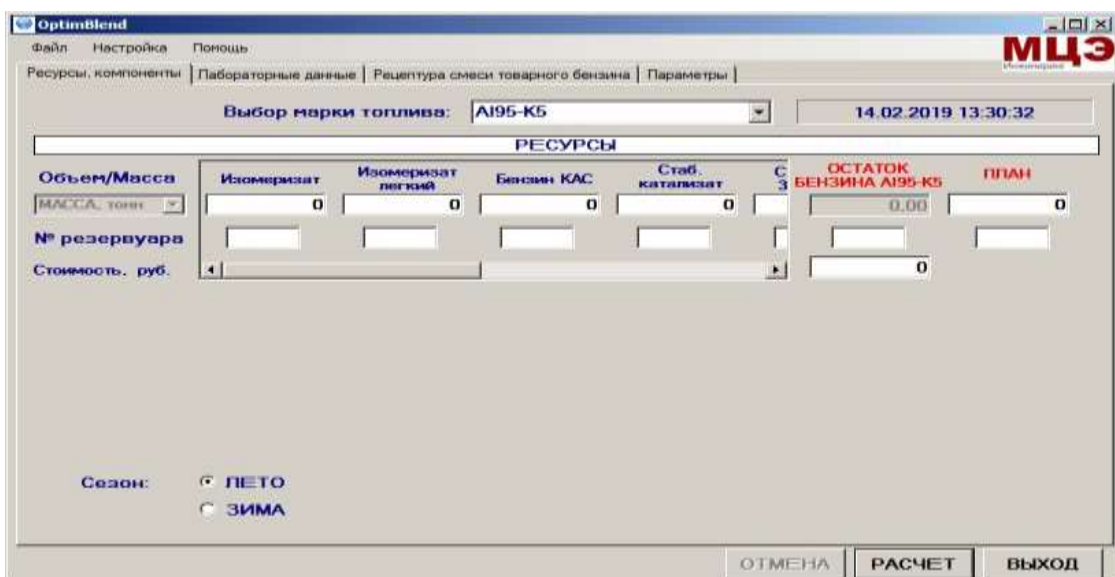 OptimBlend
Файл Настройка Помощь
МЦЭ
Ресурсы, компоненты Лабораторные данные Рецептура смеси товарного бензина Параметры
Выбор марки топлива: AI95-K5 14.02.2019 13:30:32
РЕСУРСЫ
Объем/Масса Изомеризат Изомеризат легкий Бензин КАС Стаб. катализат С З ОСТАТОК БЕНЗИНА AI95-K5 ПЛАН
МАССА, тонн 0 0 0 0 0,00 0
№ резервуара
Стоимость, руб. 0
Сезон: ЛЕТО
ЗИМА
ОТМЕНА РАСЧЕТ ВЫХОД